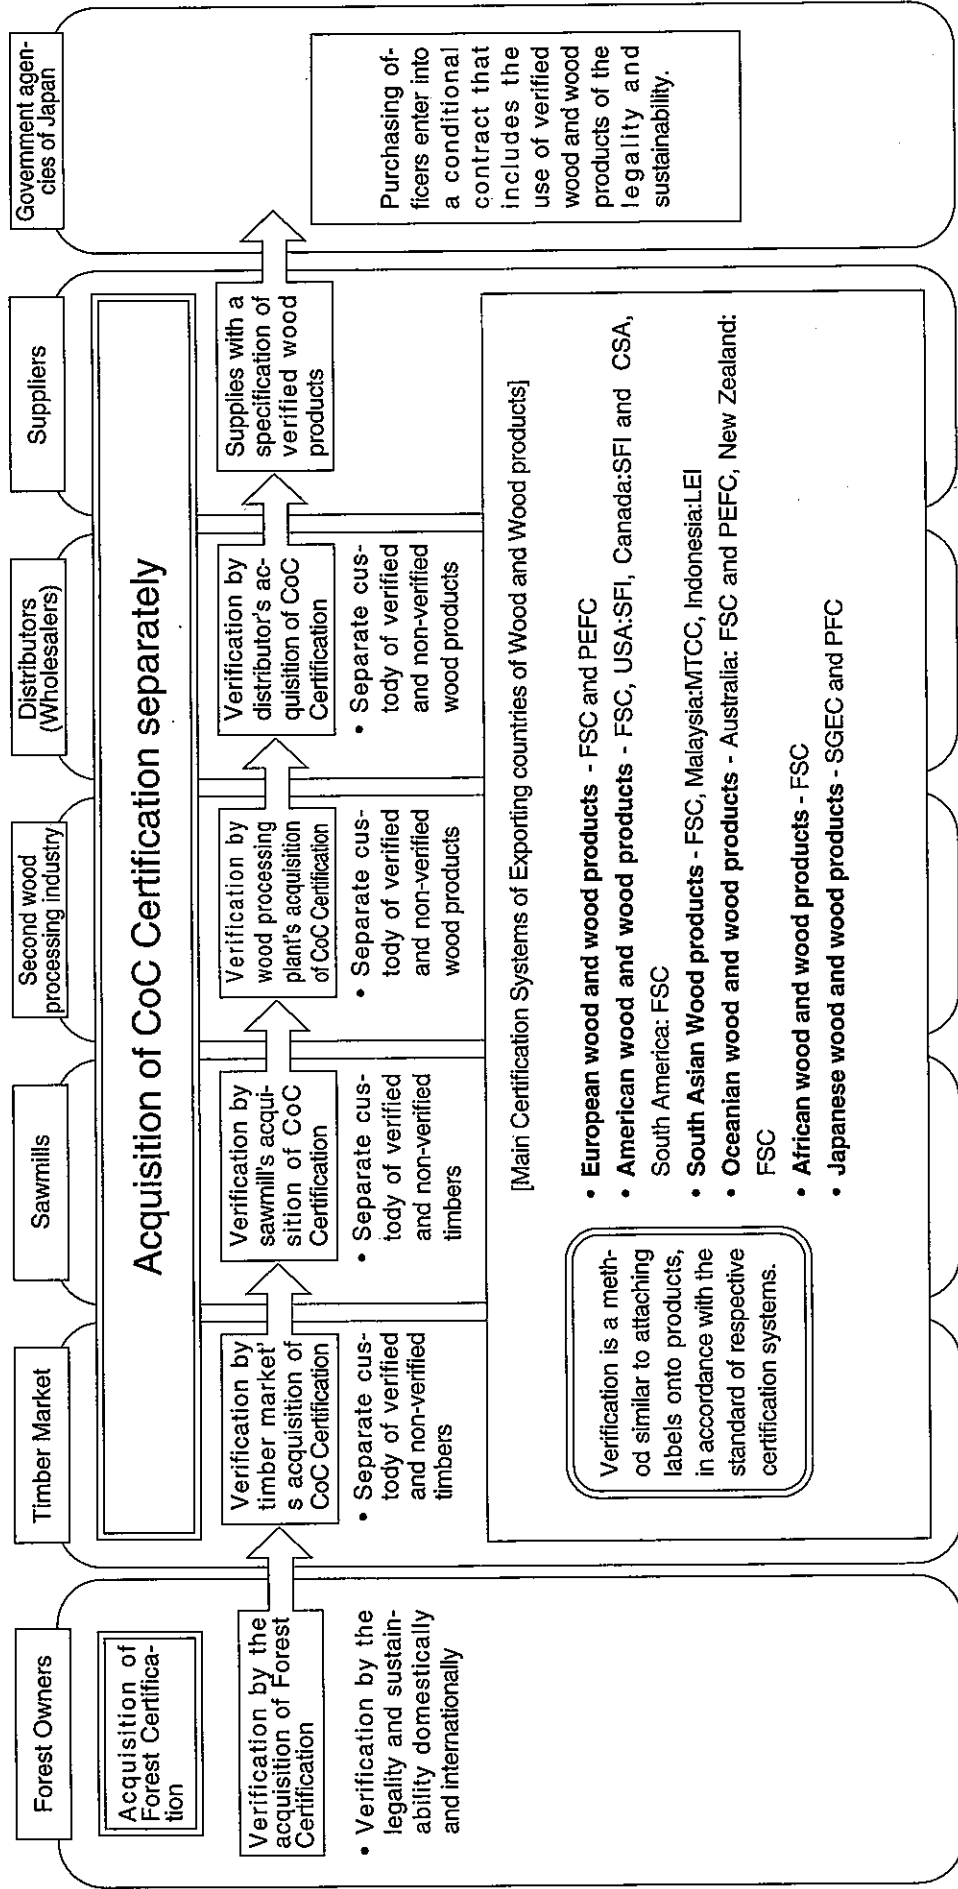 Forest Owners
Acquisition of
Forest Certifica-
tion
Verification by the
acquisition of Forest
Certification
• Verification by the
legality and sustain-
ability domestically
and internationally
Timber Market
Sawmills
Second wood
processing industry
Distributors
(Wholesalers)
Suppliers
Government agen-
cies of Japan
Acquisition of CoC Certification separately
Verification by
timber market'
s acquisition of
CoC Certification
• Separate cus-
tody of verified
and non-verified
timbers
Verification by
sawmill's acqui-
sition of CoC
Certification
• Separate cus-
tody of verified
and non-verified
timbers
Verification by
wood processing
plant's acquisition
of CoC Certification
• Separate cus-
tody of verified
and non-verified
wood products
Verification by
distributor's ac-
quisition of CoC
Certification
• Separate cus-
tody of verified
and non-verified
wood products
Supplies with a
specification of
verified wood
products
Purchasing of-
ficers enter into
a conditional
contract that
includes the
use of verified
wood and wood
products of the
legality and
sustainability.
Verification is a meth-
od similar to attaching
labels onto products,
in accordance with the
standard of respective
certification systems.
[Main Certification Systems of Exporting countries of Wood and Wood products]
• European wood and wood products - FSC and PEFC
• American wood and wood products - FSC, USA:SFI, Canada:SFI and CSA,
South America: FSC
• South Asian Wood products - FSC, Malaysia:MTCC, Indonesia:LEI
• Oceanian wood and wood products - Australia: FSC and PEFC, New Zealand:
FSC
• African wood and wood products - FSC
• Japanese wood and wood products - SGEC and PFC